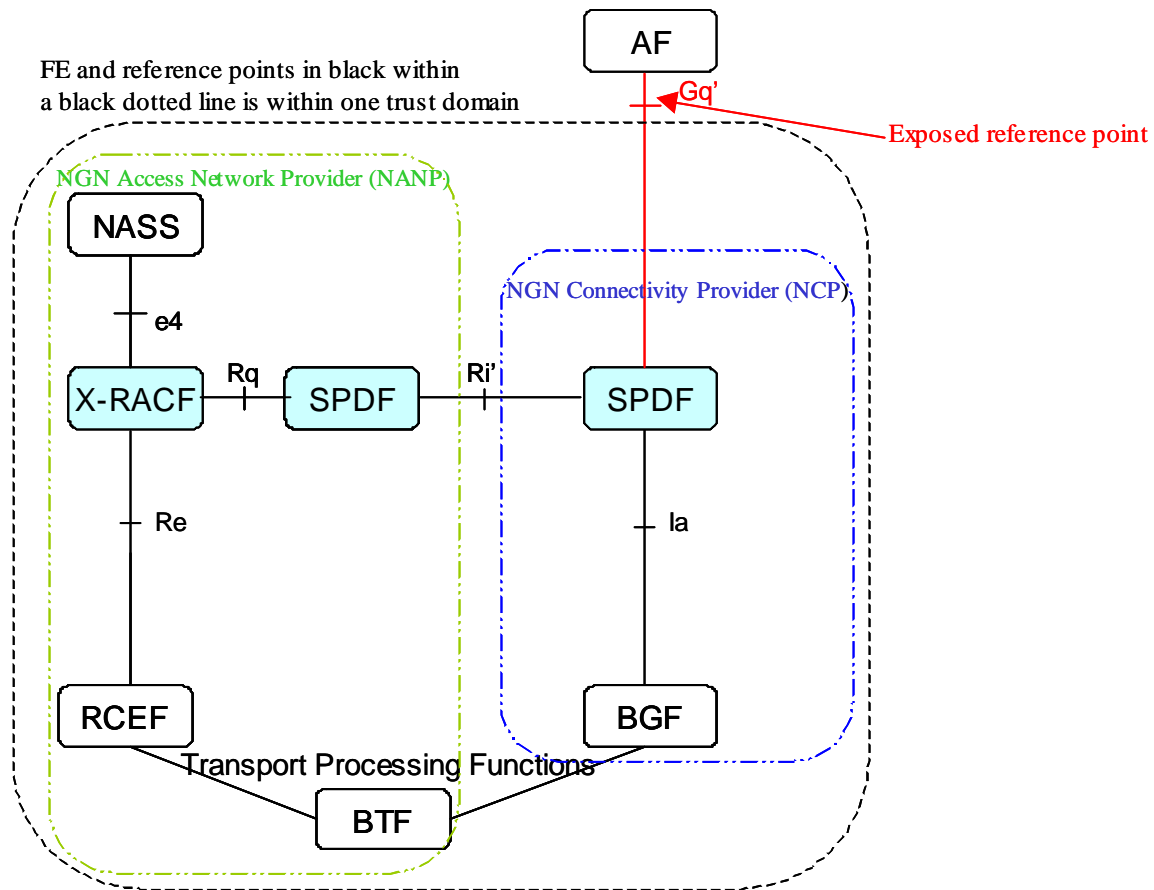 AF
FE and reference points in black within
a black dotted line is within one trust domain
Gq’
Exposed reference point
NGN Access Network Provider (NANP)
NASS
NGN Connectivity Provider (NCP)
e4
Rq
Ri’
X-RACF
SPDF
SPDF
Re
Ia
RCEF
BGF
Transport Processing Functions
BTF